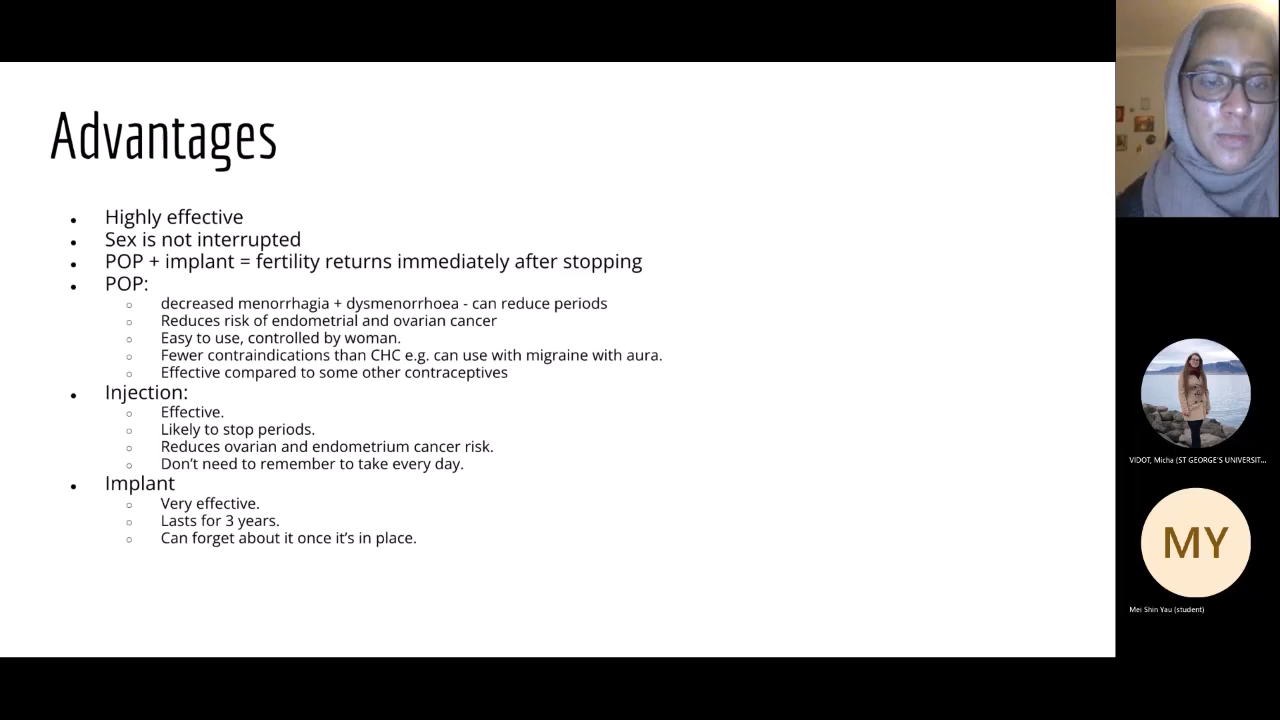 Advantages
Highly effective
Sex is not interrupted
POP + implant = fertility returns immediately after stopping
POP:
decreased menorrhagia + dysmenorrhoea - can reduce periods
Reduces risk of endometrial and ovarian cancer
Easy to use, controlled by woman.
Fewer contraindications than CHC e.g. can use with migraine with aura.
Effective compared to some other contraceptives
Injection:
Effective.
Likely to stop periods.
Reduces ovarian and endometrium cancer risk.
Don't need to remember to take every day.
Implant
Very effective.
Lasts for 3 years.
Can forget about it once it's in place.
VIDOT, Micha (ST GEORGE'S UNIVERSIT...
MY
Mei Shin Yau (student)